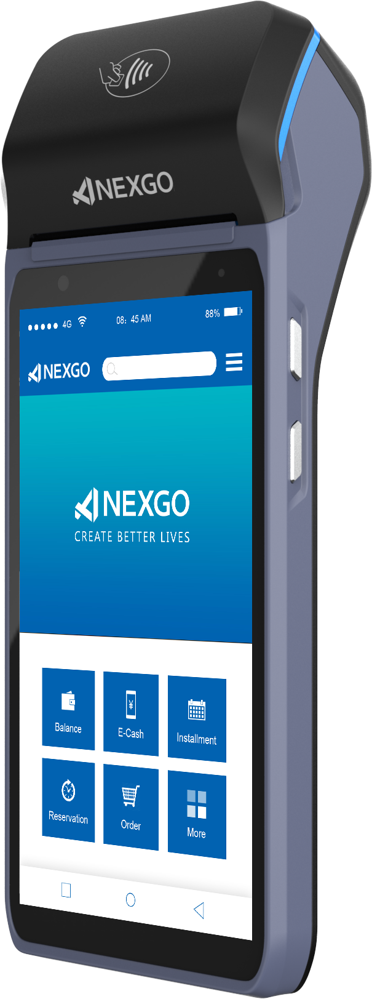 NEXGO
4G 08: 45 AM 88%
NEXGO
NEXGO
CREATE BETTER LIVES
Balance E-Cash Installment
Reservation Order More